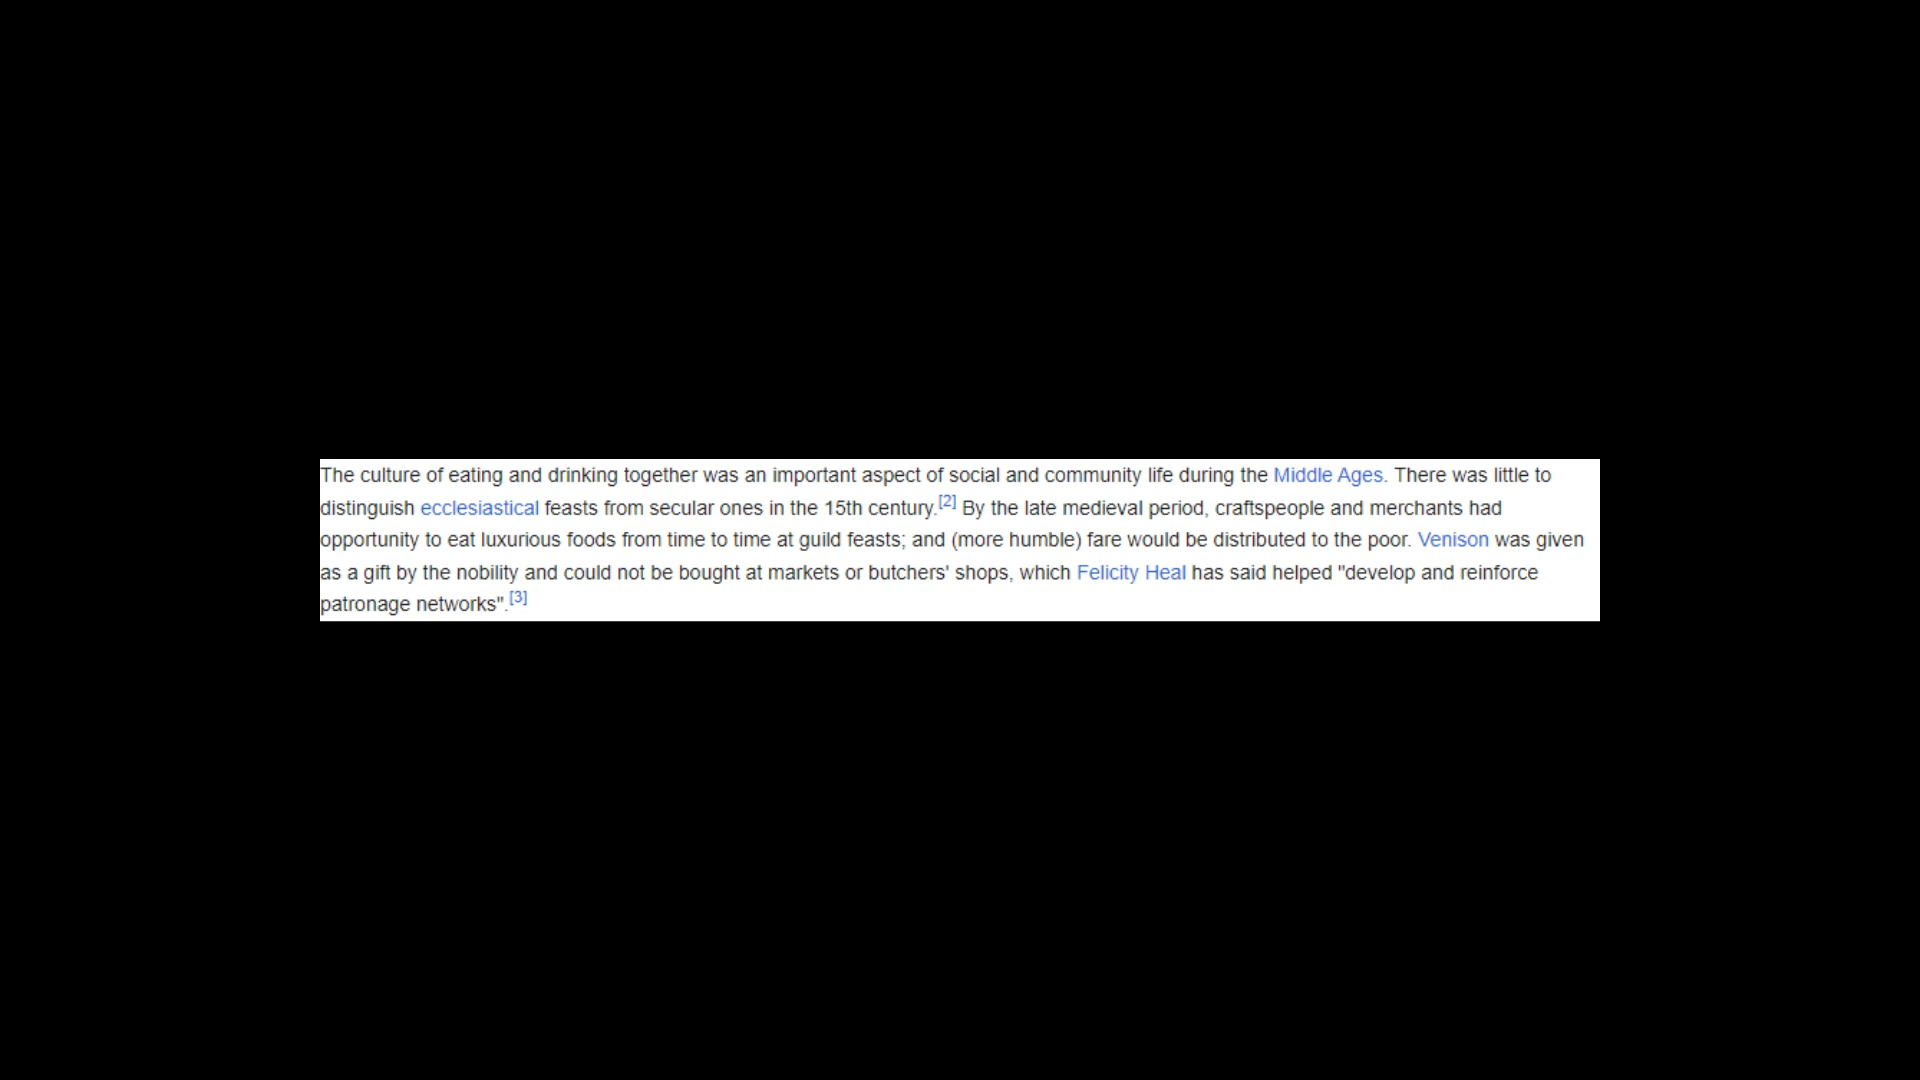 The culture of eating and drinking together was an important aspect of social and community life during the Middle Ages. There was little to
distinguish ecclesiastical feasts from secular ones in the 15th century.[2] By the late medieval period, craftspeople and merchants had
opportunity to eat luxurious foods from time to time at guild feasts; and (more humble) fare would be distributed to the poor. Venison was given
as a gift by the nobility and could not be bought at markets or butchers' shops, which Felicity Heal has said helped "develop and reinforce
patronage networks".[3]